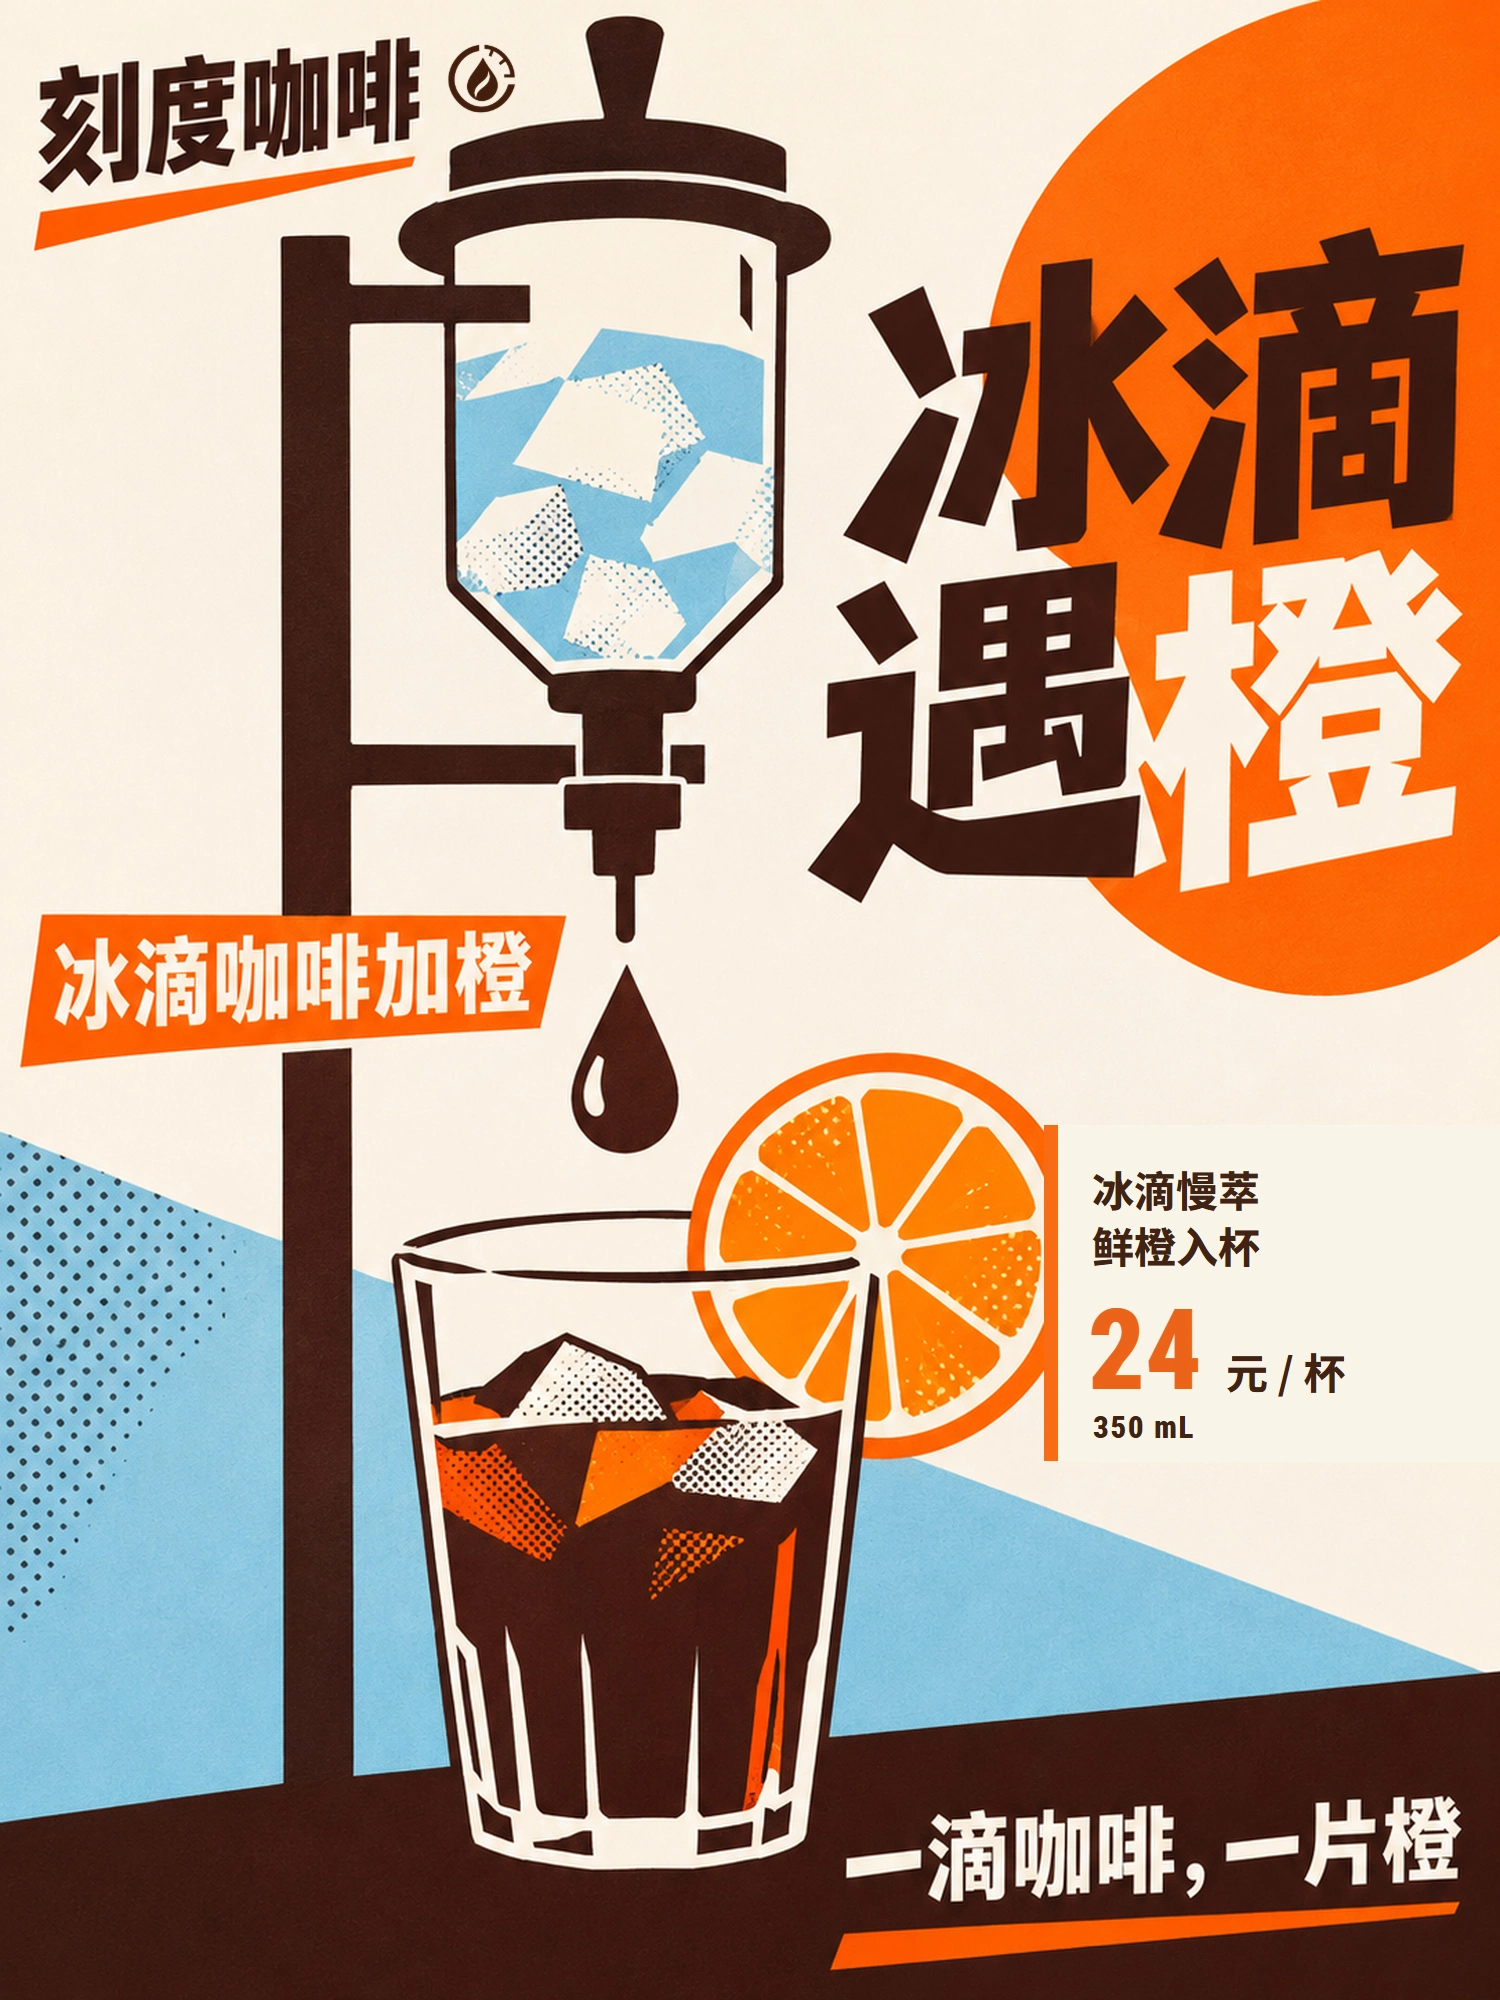 刻度咖啡
冰滴
遇橙
冰滴咖啡加橙
冰滴慢萃
鲜橙入杯
24 元 / 杯
350 mL
一滴咖啡，一片橙